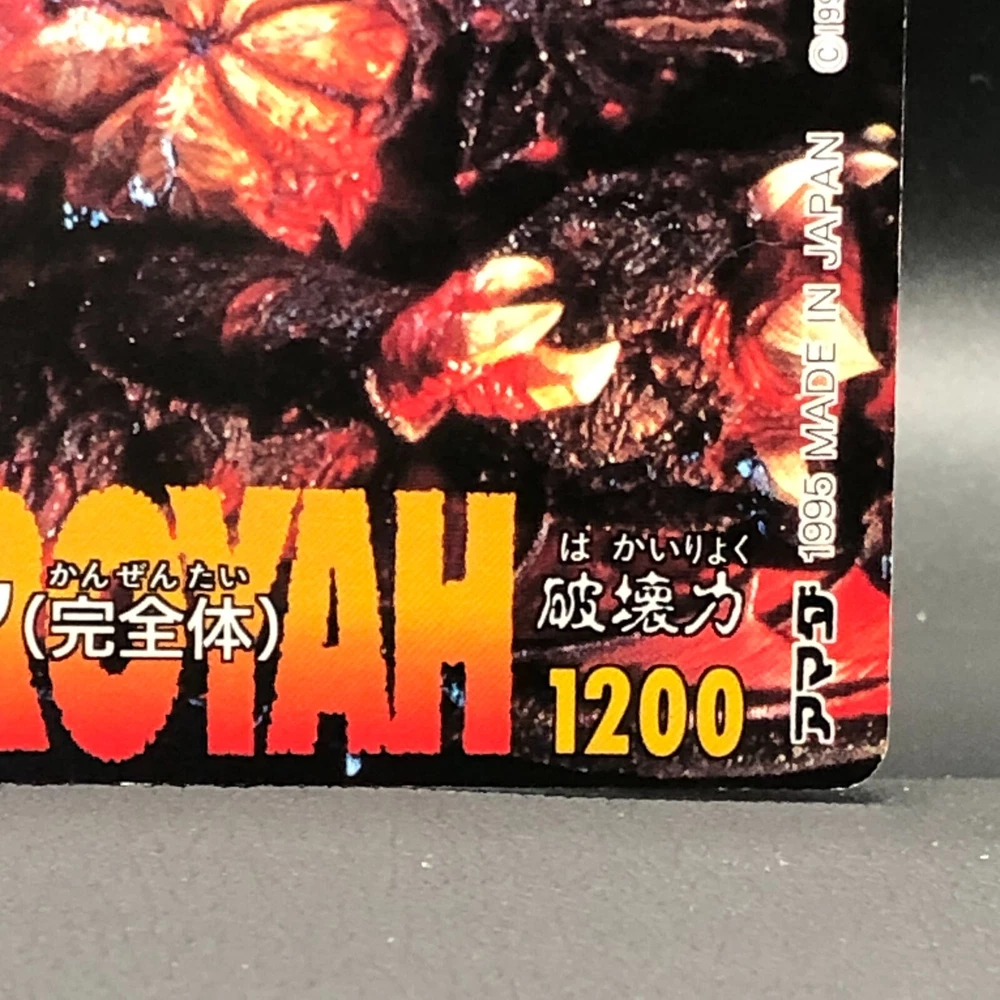 ROYAH
かんぜんたい
(完全体)
はかいりょく
破壊力
1200
アマダ 1995 MADE IN JAPAN ©199